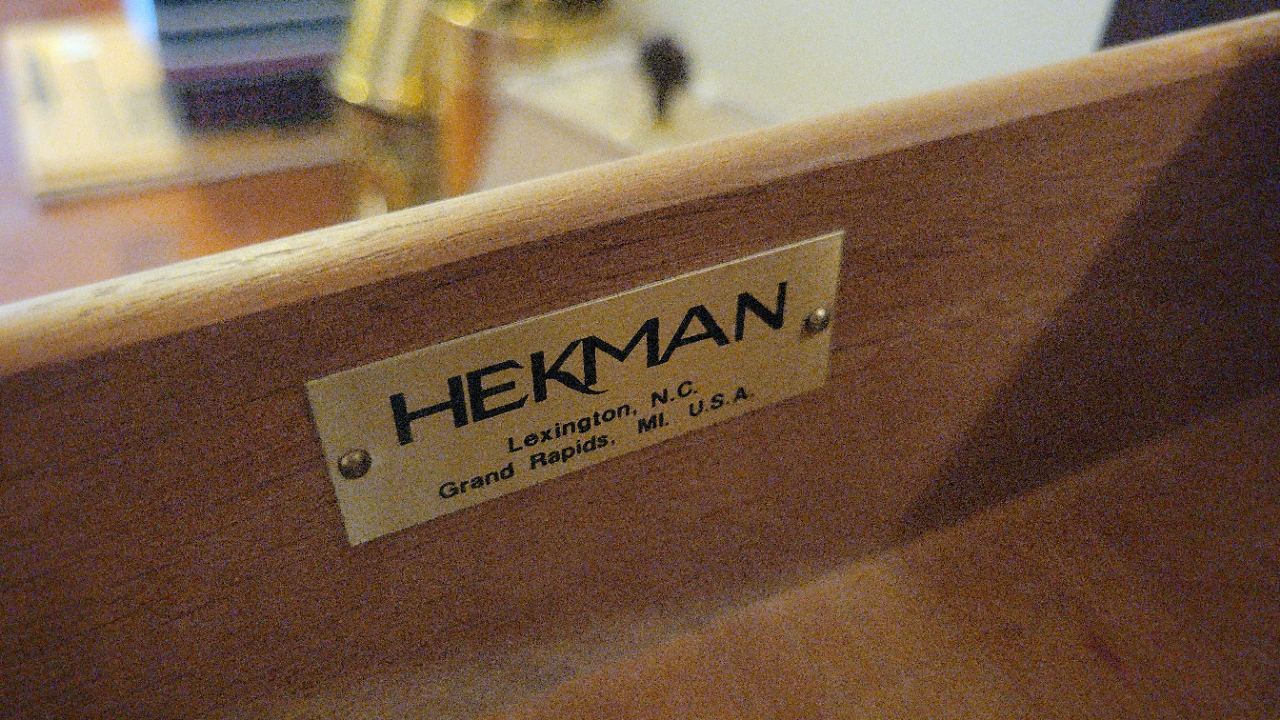 HEKMAN
Lexington, N.C.
Grand Rapids, MI. U.S.A.